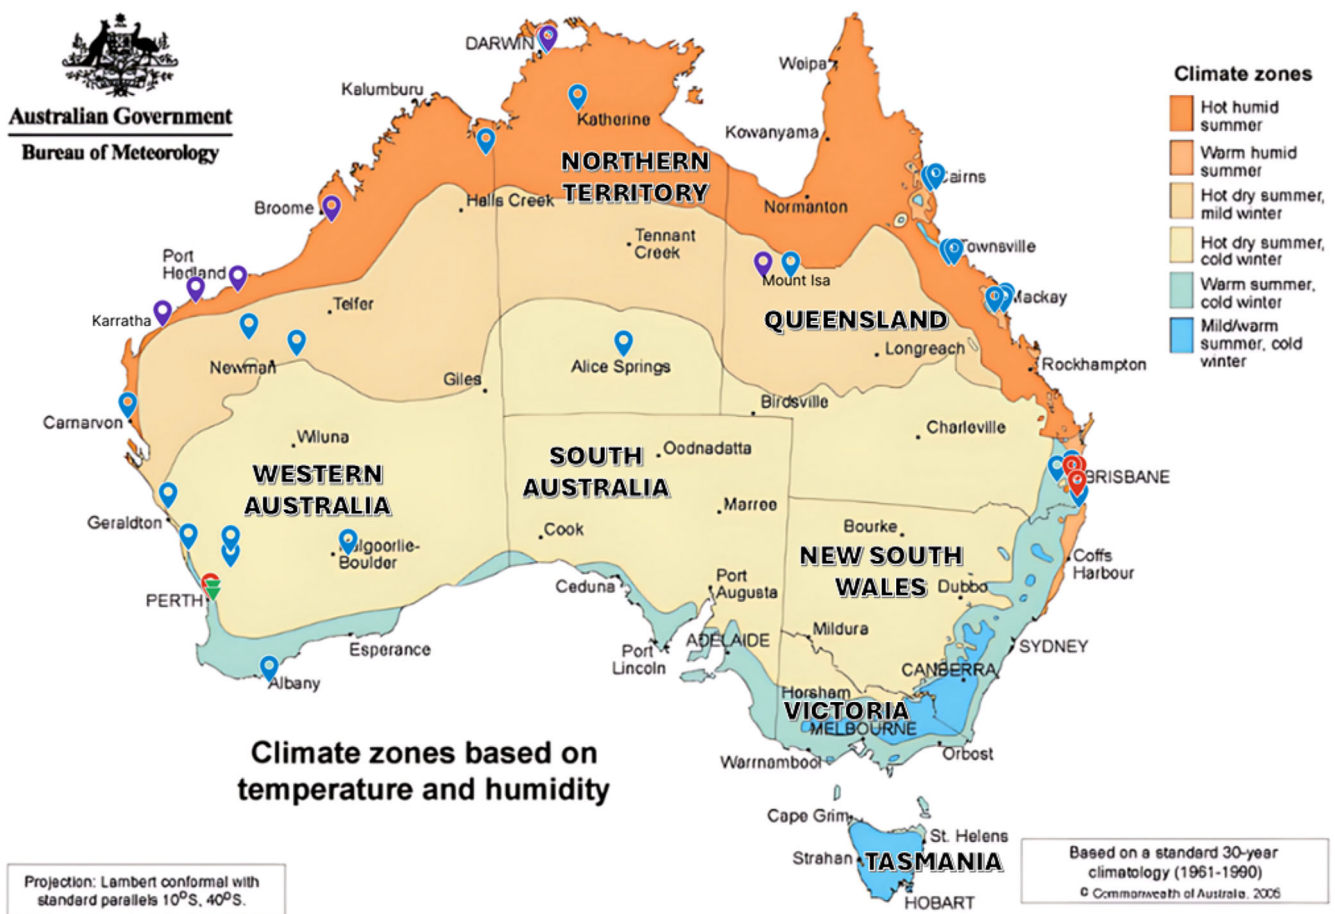 Australian Government
Bureau of Meteorology
DARWIN
Weipa
Kalumburu
Katherine
Kowanyama
NORTHERN
TERRITORY
Cairns
Halls Creek
Broome
Normanton
Tennant
Creek
Townsville
Port
Hedland
Mount Isa
Telfer
Mackay
Karratha
QUEENSLAND
Longreach
Newman
Alice Springs
Rockhampton
Giles
Birdsville
Carnarvon
Charleville
Wiluna
Oodnadatta
SOUTH
AUSTRALIA
WESTERN
AUSTRALIA
BRISBANE
Marree
Geraldton
Cook
Bourke
Kalgoorlie-
Boulder
NEW SOUTH
WALES
Coffs
Harbour
Ceduna
Port
Augusta
Dubbo
PERTH
Mildura
ADELAIDE
Esperance
Port
Lincoln
SYDNEY
CANBERRA
Albany
Horsham
VICTORIA
MELBOURNE
Warrnambool
Orbost
Cape Grim
St. Helens
Strahan
TASMANIA
HOBART
Climate zones
Hot humid
summer
Warm humid
summer
Hot dry summer,
mild winter
Hot dry summer,
cold winter
Warm summer,
cold winter
Mild/warm
summer, cold
winter
Climate zones based on
temperature and humidity
Projection: Lambert conformal with
standard parallels 10°S, 40°S.
Based on a standard 30-year
climatology (1961-1990)
© Commonwealth of Australia, 2005